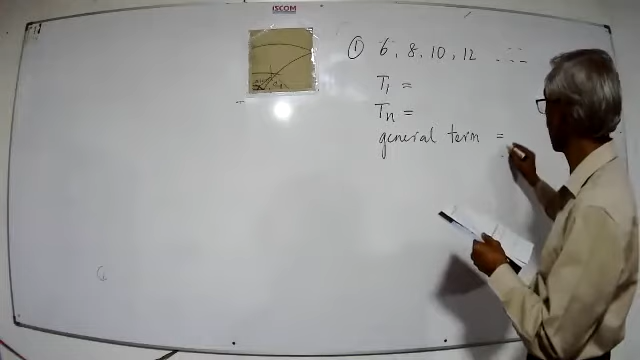 ISCOM
① 6, 8, 10, 12 ......
T₁ =
Tₙ =
general term =